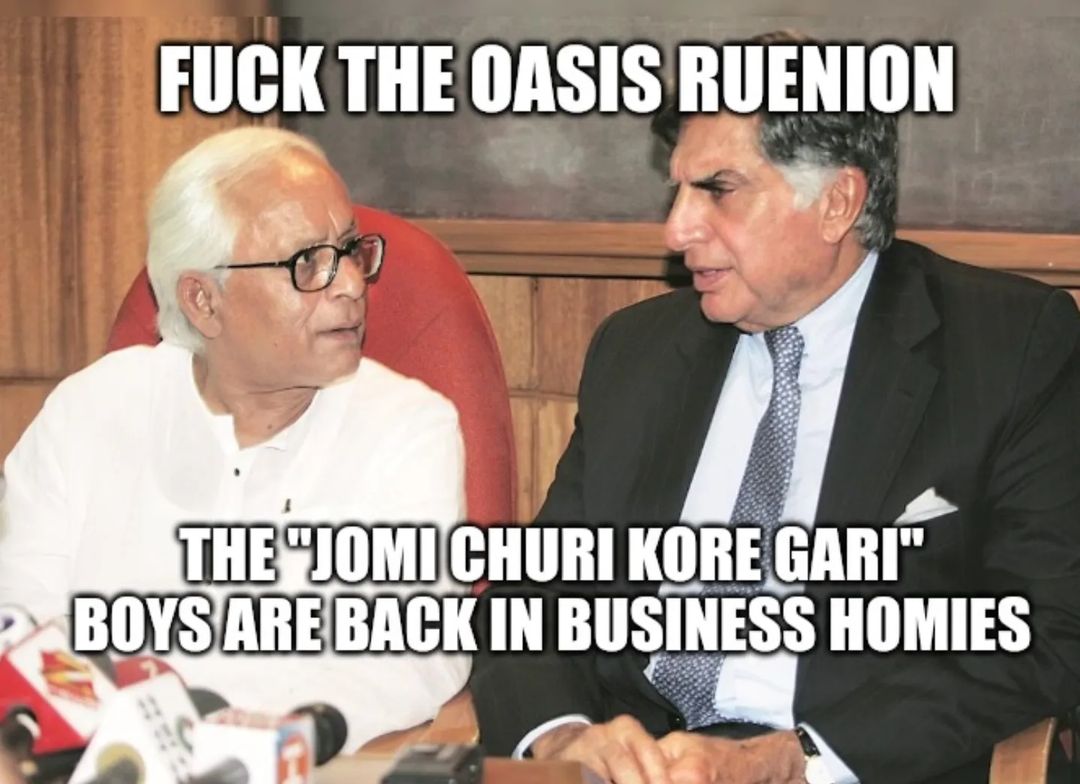 FUCK THE OASIS RUENION
THE "JOMI CHURI KORE GARI"
BOYS ARE BACK IN BUSINESS HOMIES